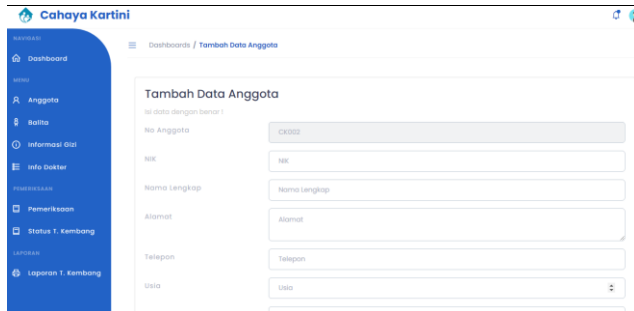 Cahaya Kartini
NAVIGASI
Dashboard
MENU
Anggota
Balita
Informasi Gizi
Info Dokter
PEMERIKSAAN
Pemeriksaan
Status T. Kembang
LAPORAN
Laporan T. Kembang
Dashboards / Tambah Data Anggota
Tambah Data Anggota
Isi data dengan benar !
No Anggota
CK002
NIK
NIK
Nama Lengkap
Nama Lengkap
Alamat
Alamat
Telepon
Telepon
Usia
Usia